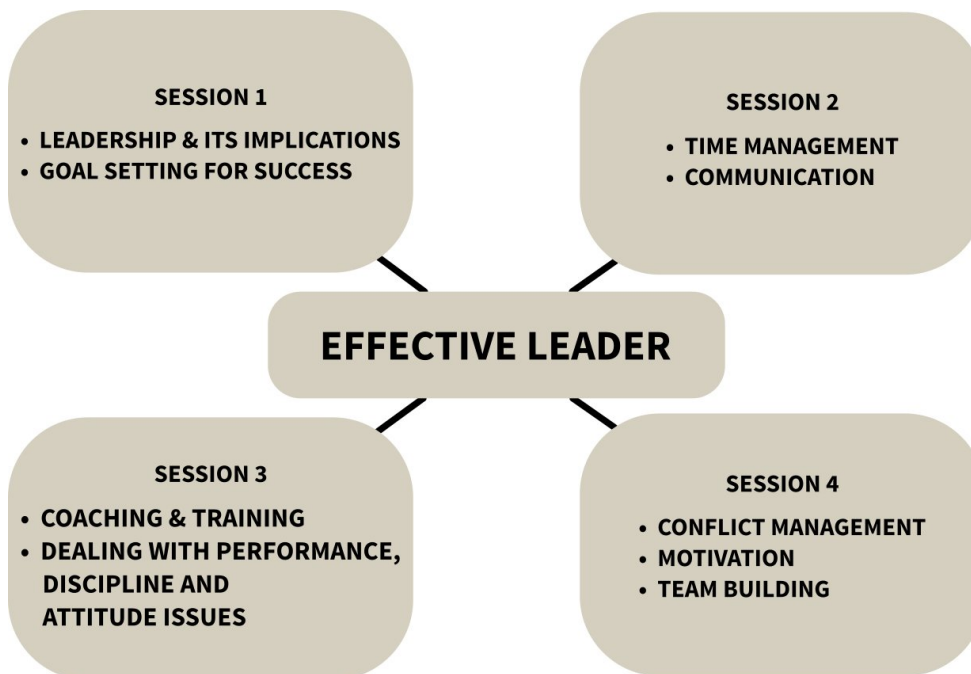 SESSION 1
• LEADERSHIP & ITS IMPLICATIONS
• GOAL SETTING FOR SUCCESS
SESSION 2
• TIME MANAGEMENT
• COMMUNICATION
EFFECTIVE LEADER
SESSION 3
• COACHING & TRAINING
• DEALING WITH PERFORMANCE,
DISCIPLINE AND
ATTITUDE ISSUES
SESSION 4
• CONFLICT MANAGEMENT
• MOTIVATION
• TEAM BUILDING